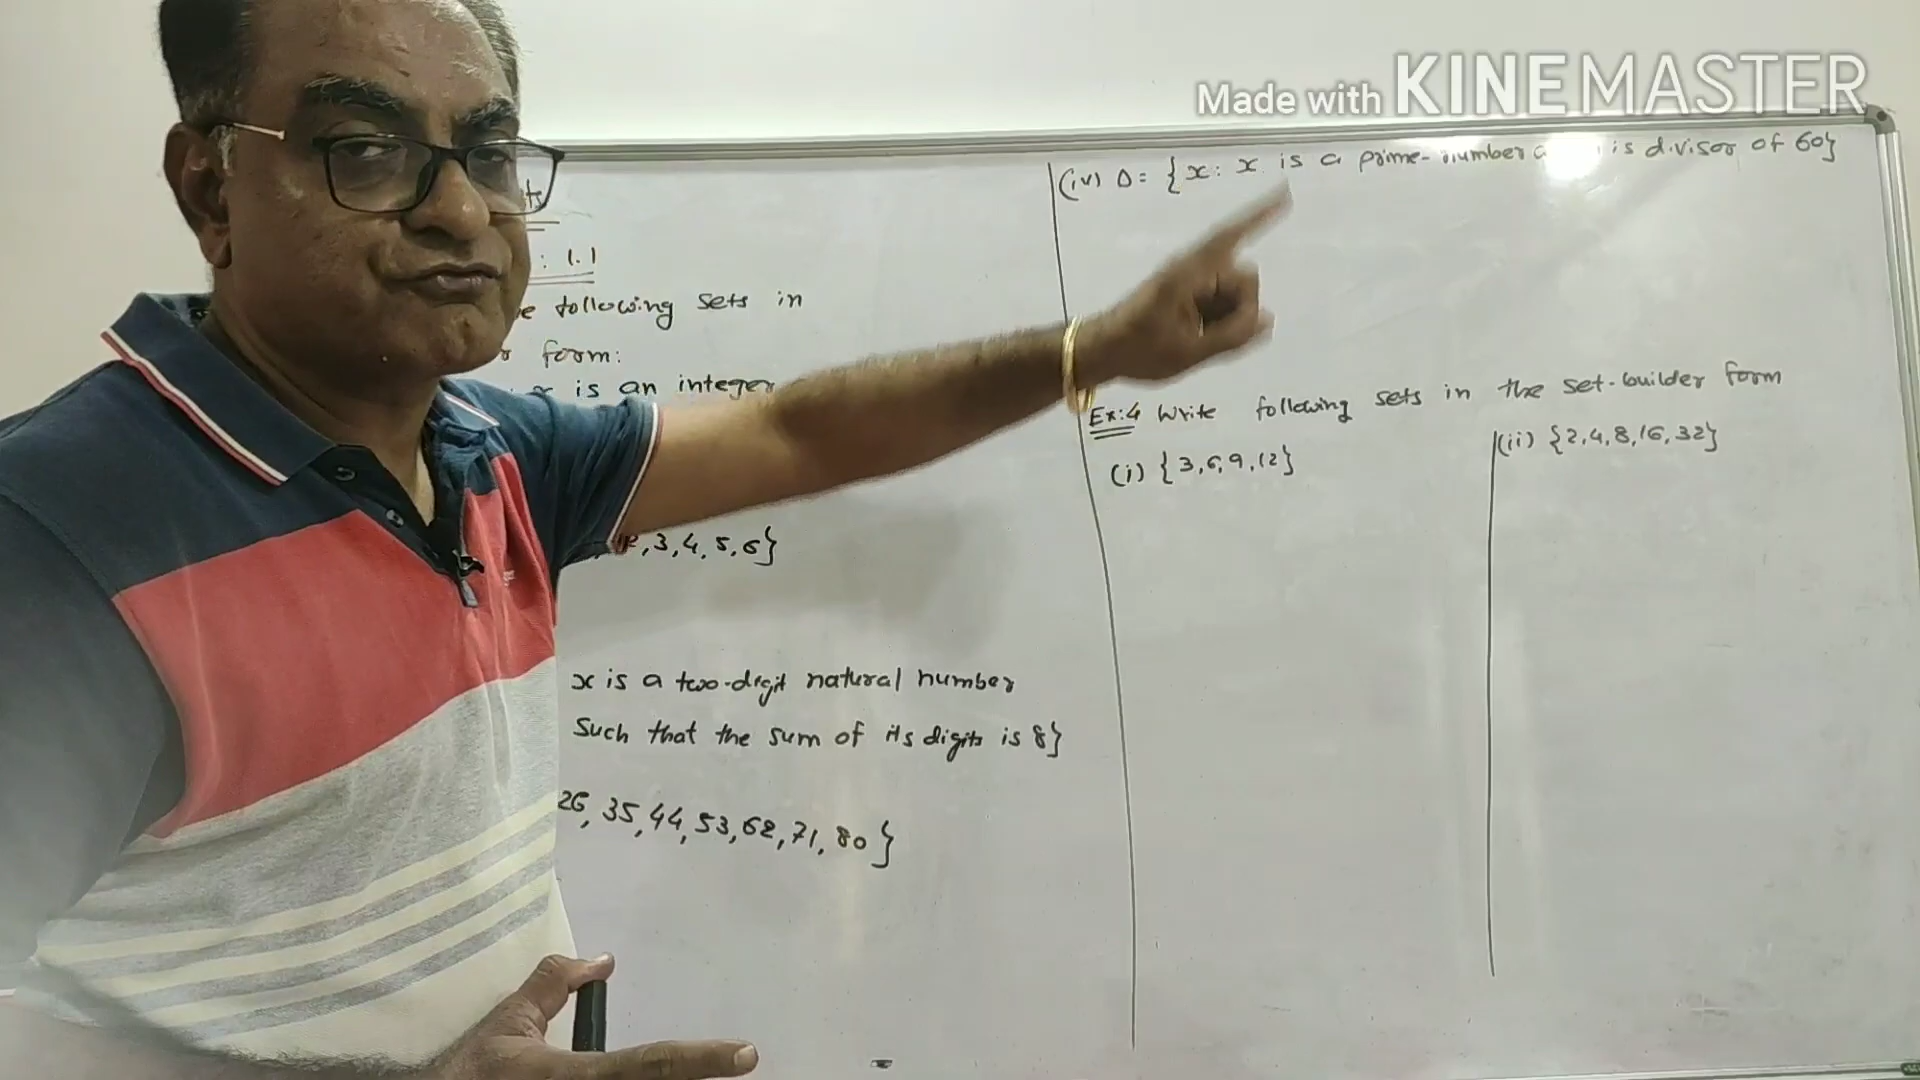 Made with KINEMASTER
ts
: 1.1
e following sets in
r form:
x is an integer
, 3, 4, 5, 6}
x is a two-digit natural number
Such that the sum of its digits is 8}
26, 35, 44, 53, 62, 71, 80}
(iv) D = {x : x is a prime-number a is divisor of 60}
Ex:4 Write following sets in the set-builder form
(i) {3, 6, 9, 12}
(ii) {2, 4, 8, 16, 32}